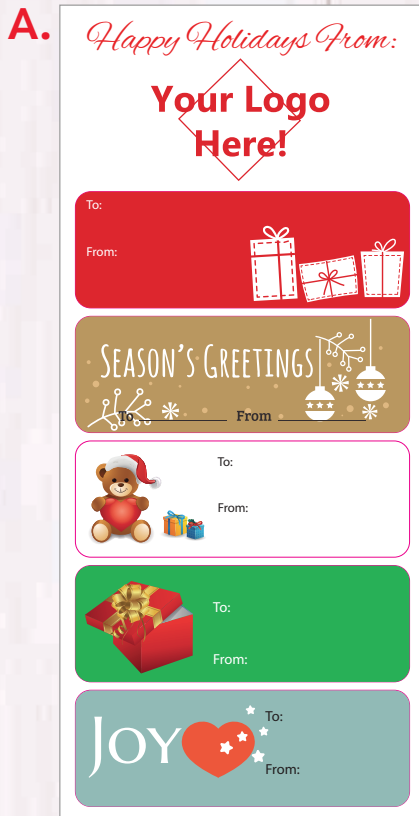 A.
Happy Holidays From:
Your Logo
Here!
To:
From:
SEASON'S GREETINGS
To From
To:
From:
To:
From:
JOY
To:
From: